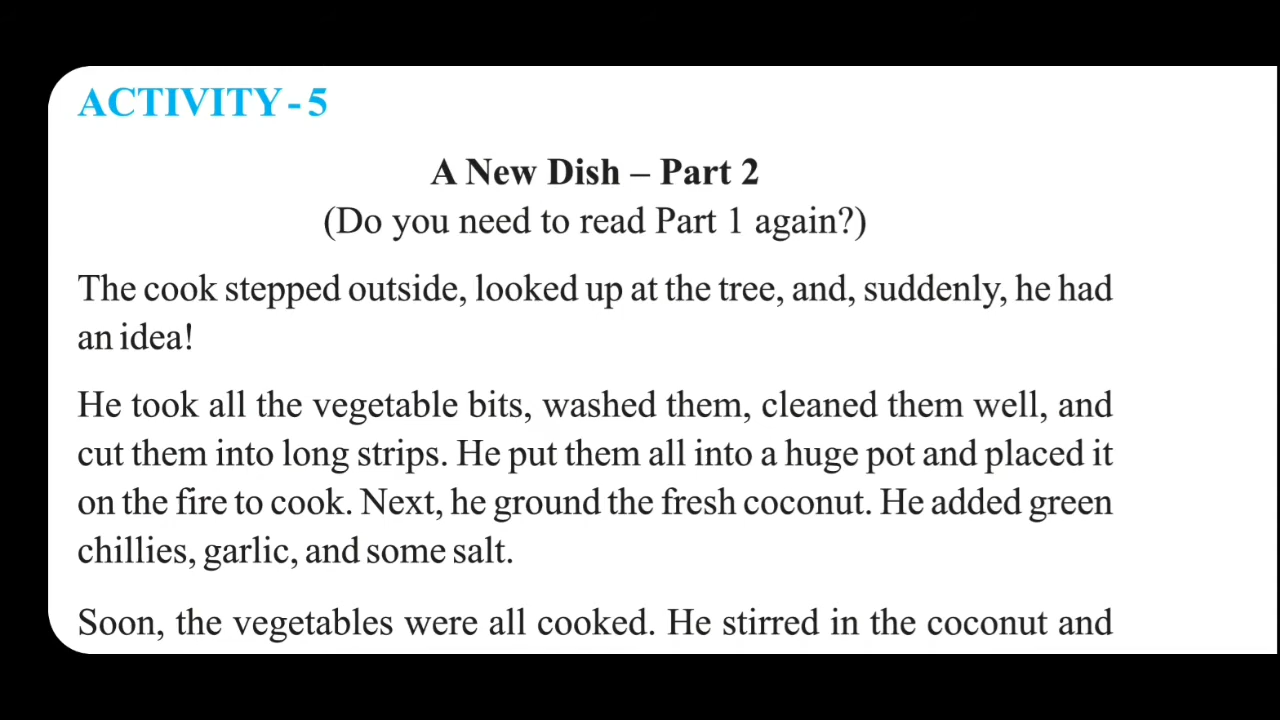 ACTIVITY - 5
A New Dish – Part 2
(Do you need to read Part 1 again?)
The cook stepped outside, looked up at the tree, and, suddenly, he had
an idea!
He took all the vegetable bits, washed them, cleaned them well, and
cut them into long strips. He put them all into a huge pot and placed it
on the fire to cook. Next, he ground the fresh coconut. He added green
chillies, garlic, and some salt.
Soon, the vegetables were all cooked. He stirred in the coconut and